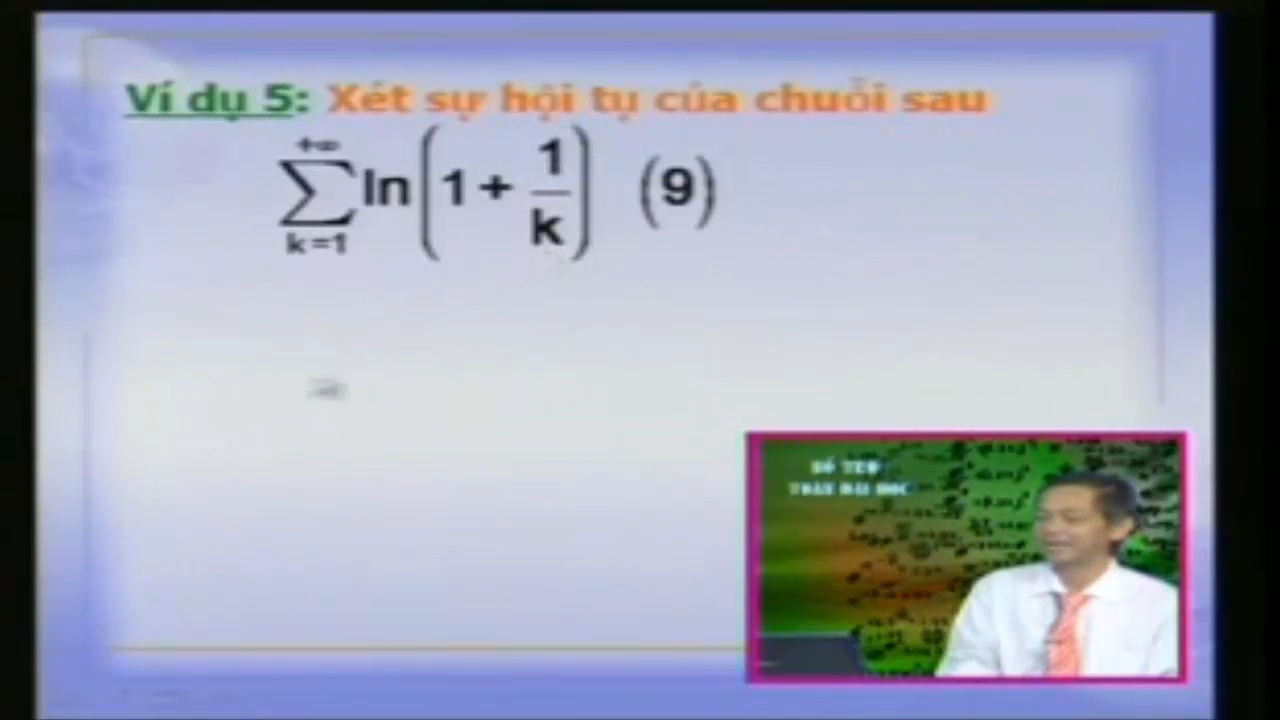 Ví dụ 5: Xét sự hội tụ của chuỗi sau
+∞
∑ ln(1 + 1/k) (9)
k=1